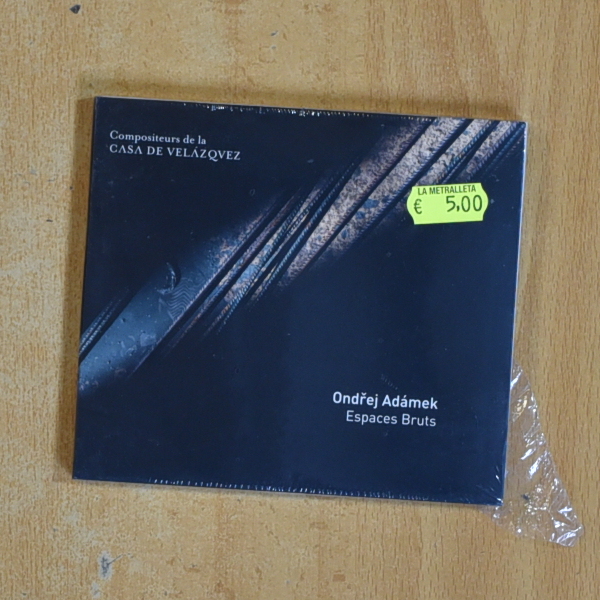 Compositeurs de la
CASA DE VELÁZQVEZ
LA METRALLETA
€ 5,00
Ondřej Adámek
Espaces Bruts